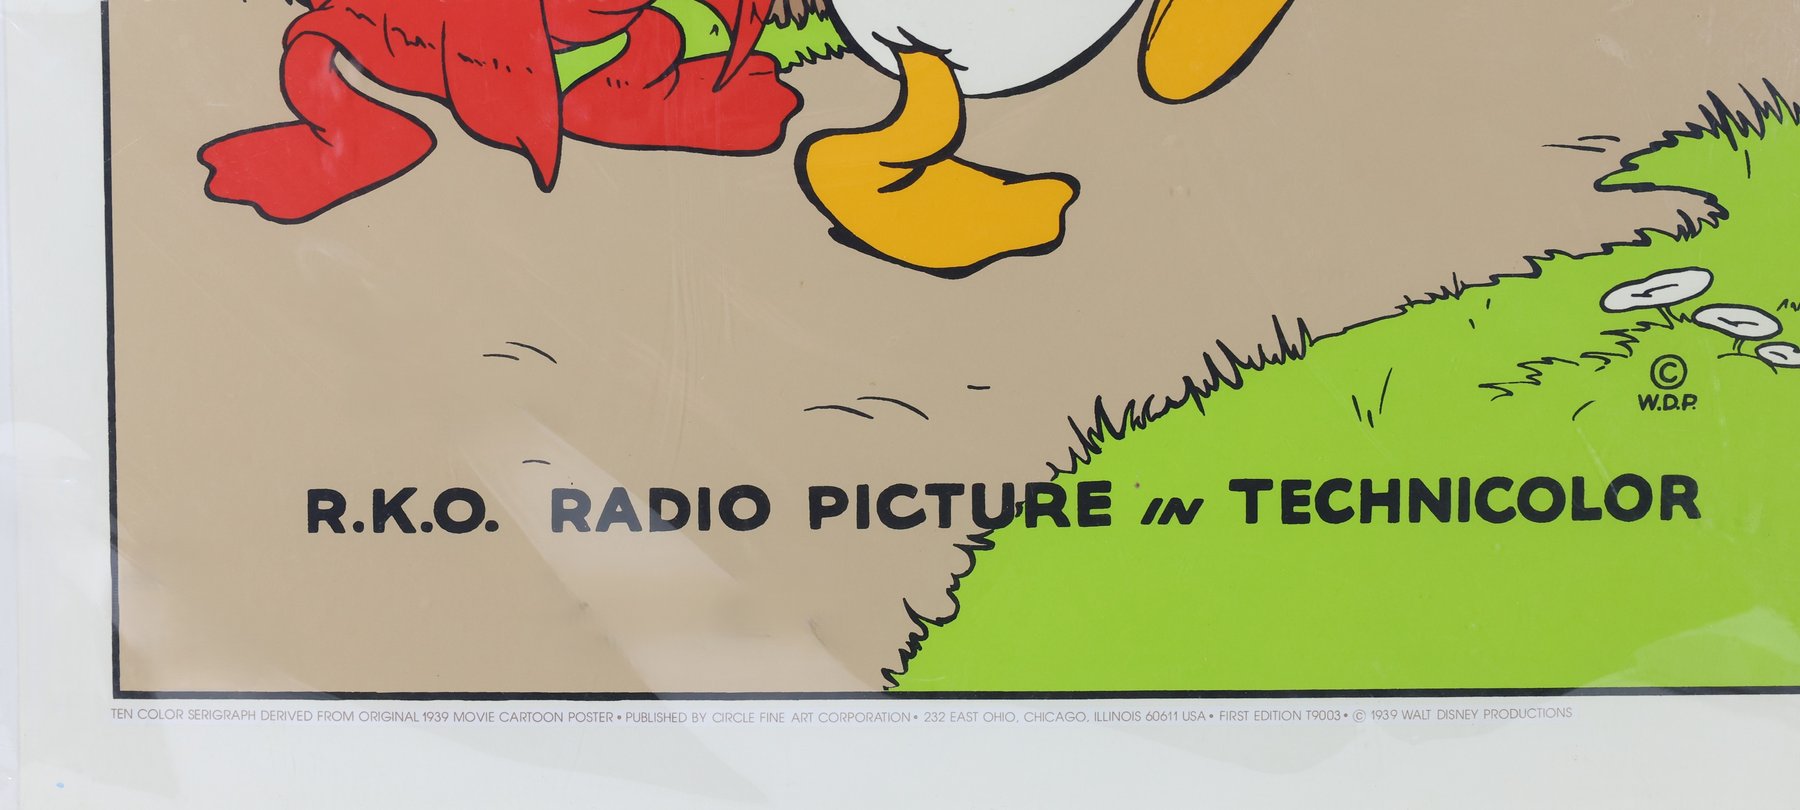 © 
W.D.P.
R.K.O. RADIO PICTURE IN TECHNICOLOR
TEN COLOR SERIGRAPH DERIVED FROM ORIGINAL 1939 MOVIE CARTOON POSTER • PUBLISHED BY CIRCLE FINE ART CORPORATION • 232 EAST OHIO, CHICAGO, ILLINOIS 60611 USA • FIRST EDITION T9003 • © 1939 WALT DISNEY PRODUCTIONS